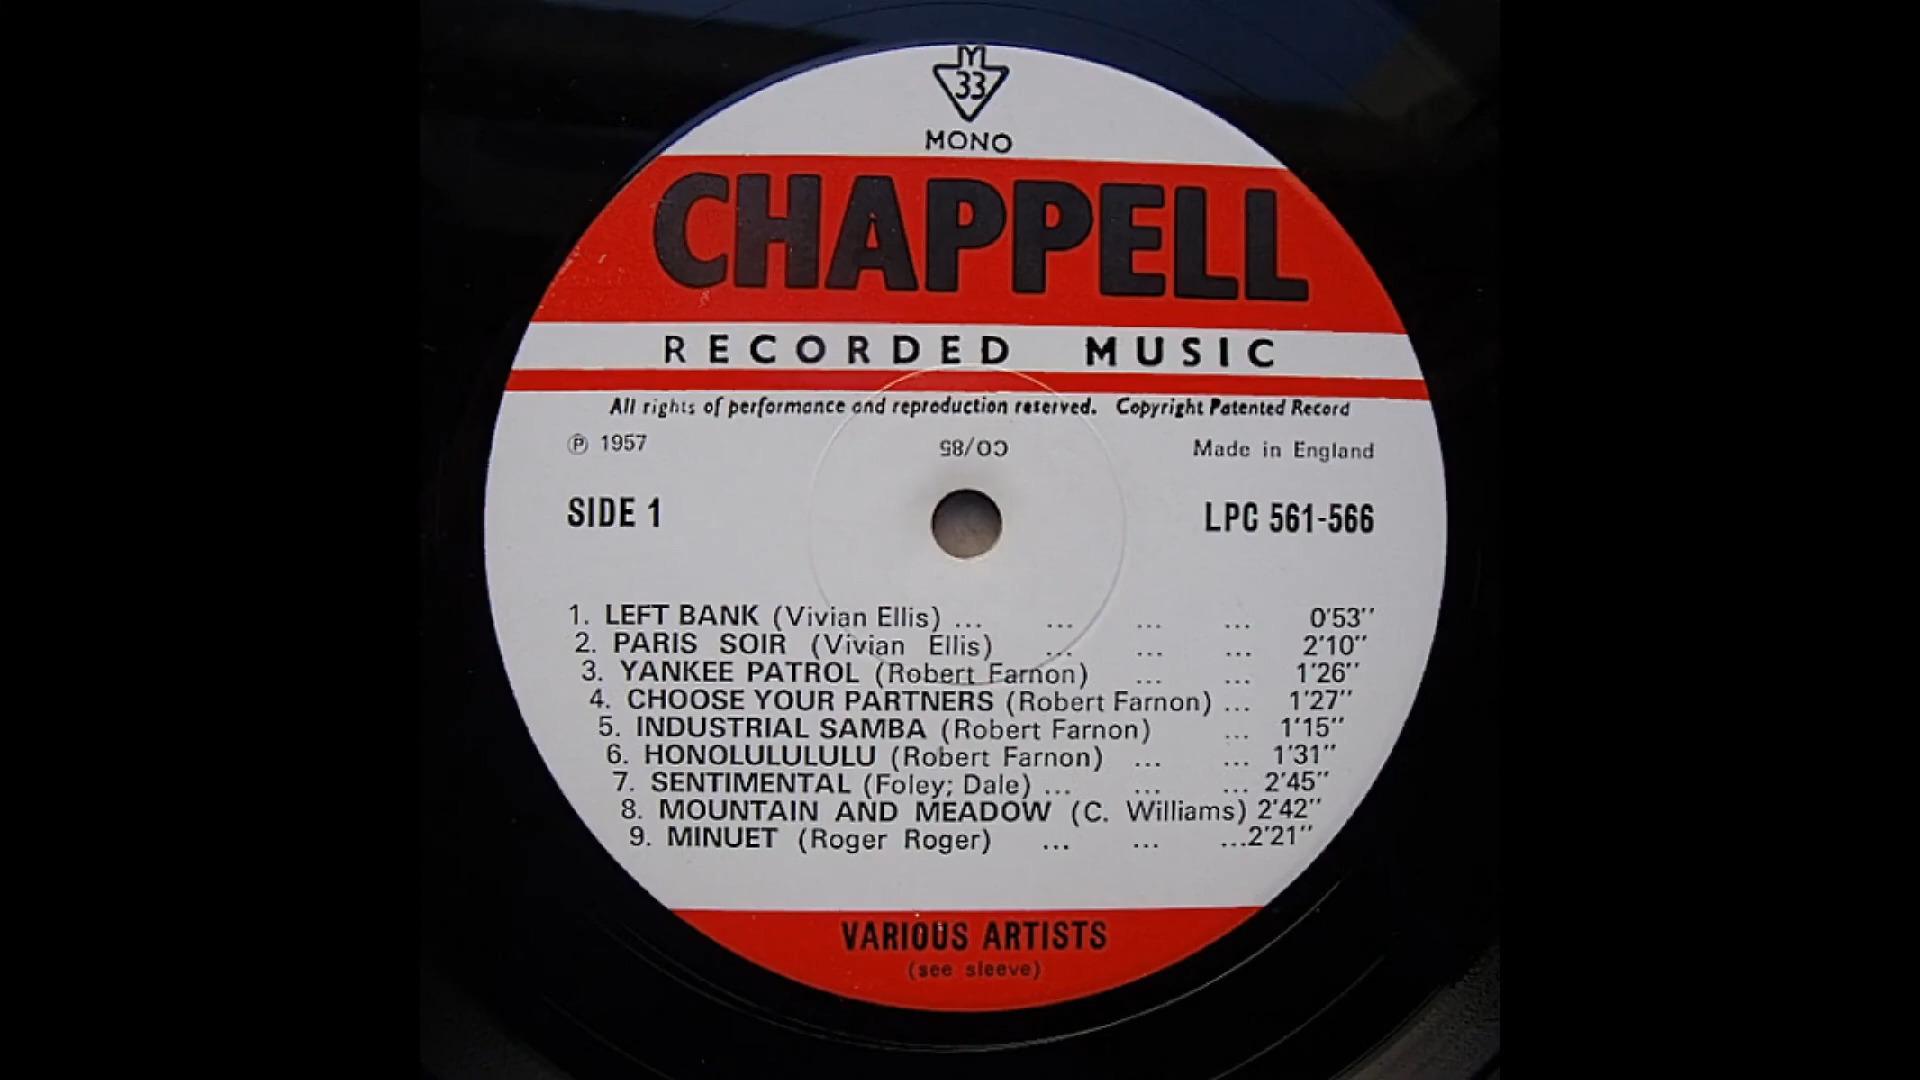 M
33
MONO
CHAPPELL
RECORDED MUSIC
All rights of performance and reproduction reserved. Copyright Patented Record
℗ 1957 CO/85 Made in England
SIDE 1 LPC 561-566
1. LEFT BANK (Vivian Ellis) ... ... ... ... 0'53''
2. PARIS SOIR (Vivian Ellis) ... ... ... 2'10''
3. YANKEE PATROL (Robert Farnon) ... ... 1'26''
4. CHOOSE YOUR PARTNERS (Robert Farnon) ... 1'27''
5. INDUSTRIAL SAMBA (Robert Farnon) ... 1'15''
6. HONOLULULULU (Robert Farnon) ... ... 1'31''
7. SENTIMENTAL (Foley; Dale) ... ... ... 2'45''
8. MOUNTAIN AND MEADOW (C. Williams) 2'42''
9. MINUET (Roger Roger) ... ... ...2'21''
VARIOUS ARTISTS
(see sleeve)